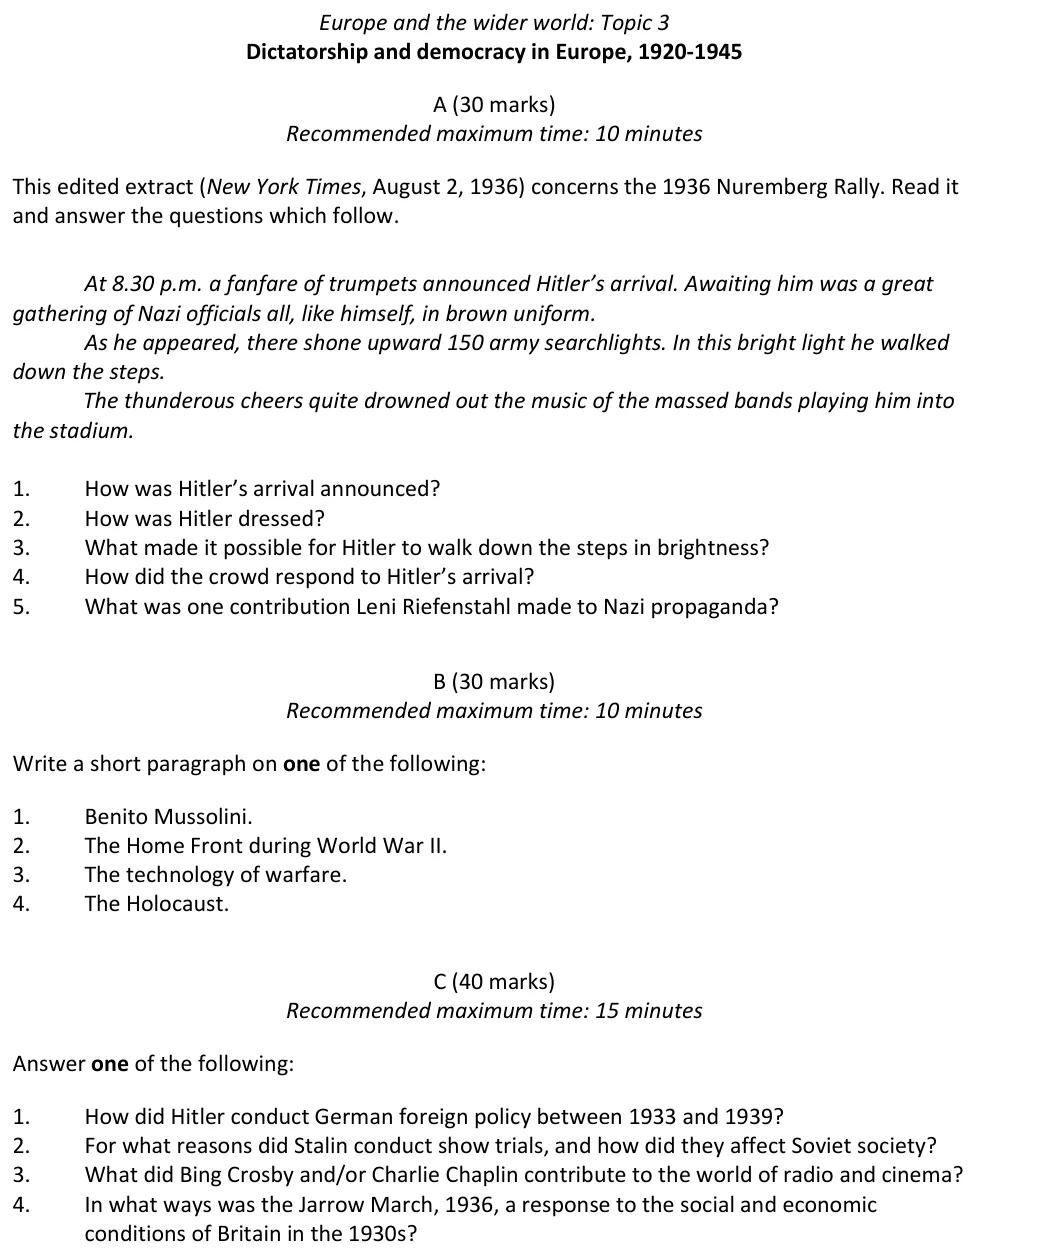 Europe and the wider world: Topic 3
Dictatorship and democracy in Europe, 1920-1945
A (30 marks)
Recommended maximum time: 10 minutes
This edited extract (New York Times, August 2, 1936) concerns the 1936 Nuremberg Rally. Read it
and answer the questions which follow.
At 8.30 p.m. a fanfare of trumpets announced Hitler’s arrival. Awaiting him was a great
gathering of Nazi officials all, like himself, in brown uniform.
As he appeared, there shone upward 150 army searchlights. In this bright light he walked
down the steps.
The thunderous cheers quite drowned out the music of the massed bands playing him into
the stadium.
1. How was Hitler’s arrival announced?
2. How was Hitler dressed?
3. What made it possible for Hitler to walk down the steps in brightness?
4. How did the crowd respond to Hitler’s arrival?
5. What was one contribution Leni Riefenstahl made to Nazi propaganda?
B (30 marks)
Recommended maximum time: 10 minutes
Write a short paragraph on one of the following:
1. Benito Mussolini.
2. The Home Front during World War II.
3. The technology of warfare.
4. The Holocaust.
C (40 marks)
Recommended maximum time: 15 minutes
Answer one of the following:
1. How did Hitler conduct German foreign policy between 1933 and 1939?
2. For what reasons did Stalin conduct show trials, and how did they affect Soviet society?
3. What did Bing Crosby and/or Charlie Chaplin contribute to the world of radio and cinema?
4. In what ways was the Jarrow March, 1936, a response to the social and economic
conditions of Britain in the 1930s?